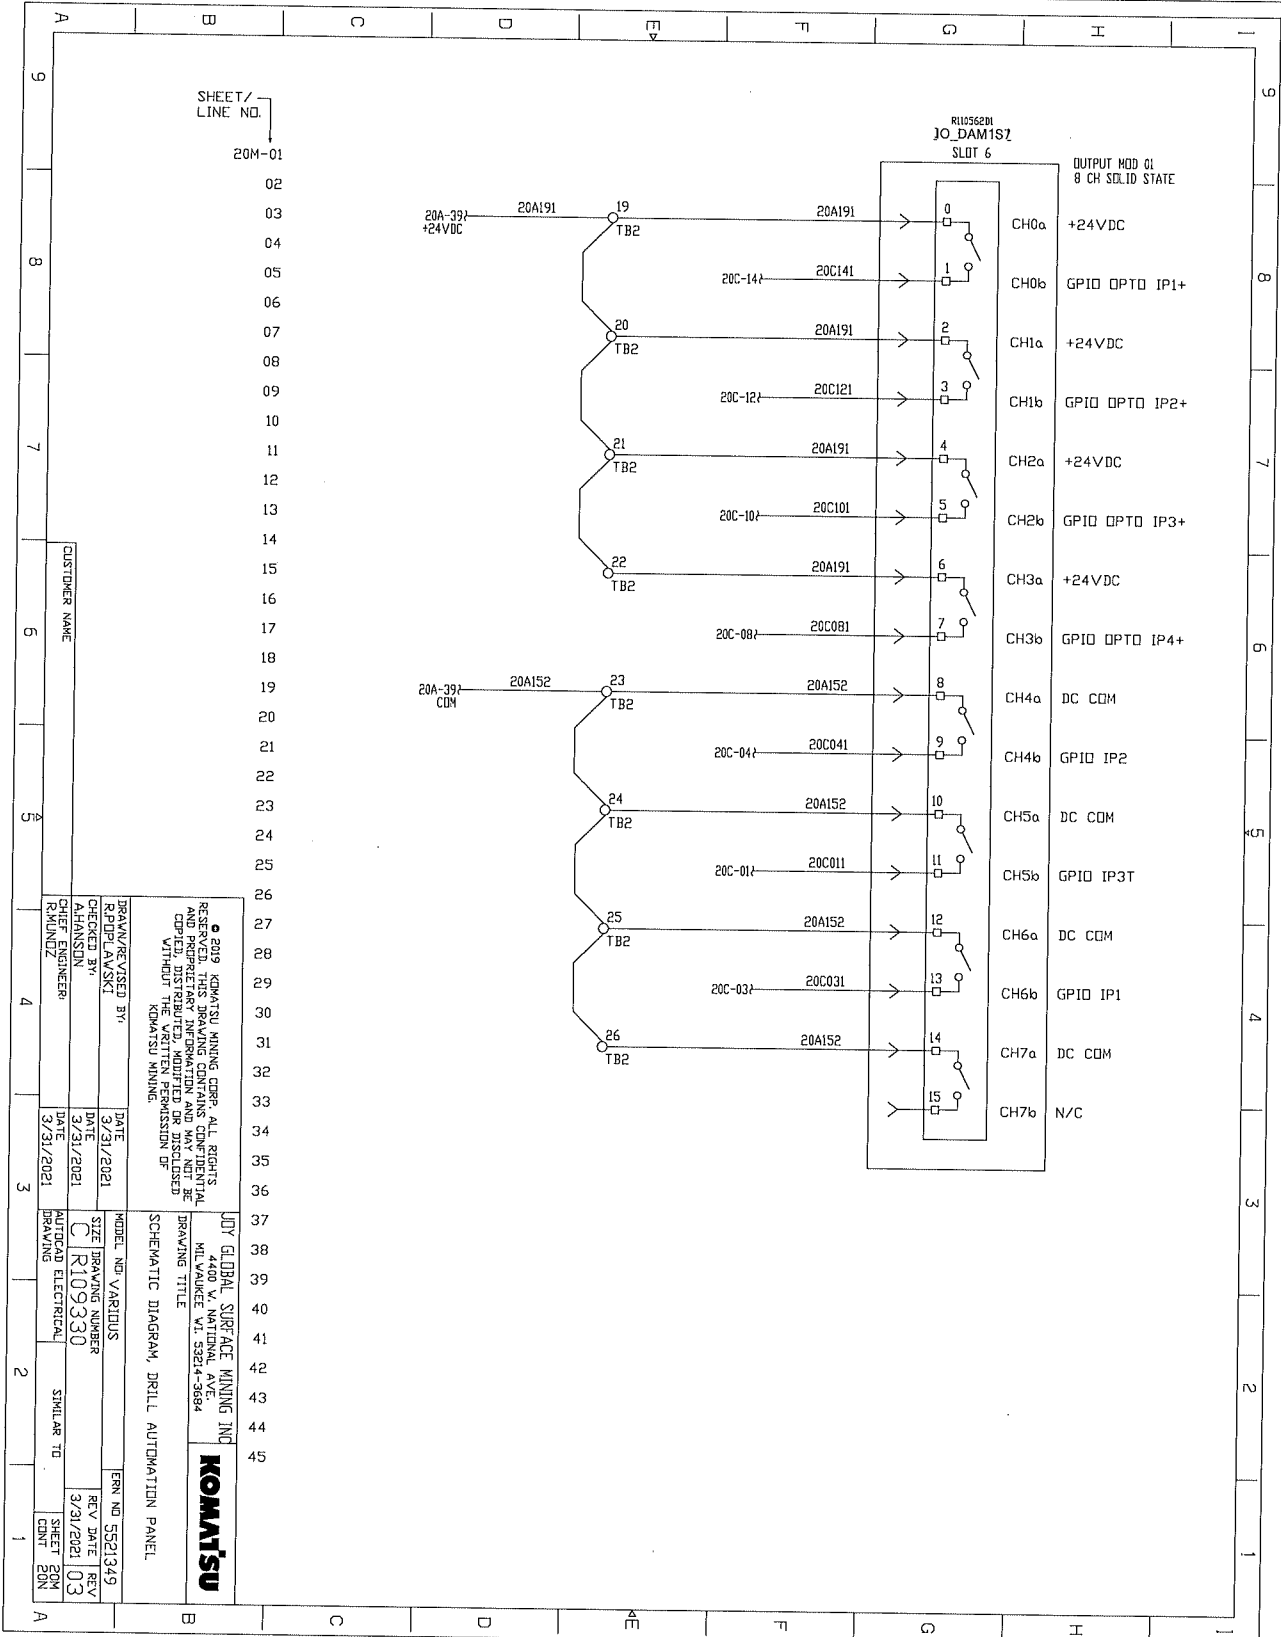 A B C D E F G H I
9 8 7 6 5 4 3 2 1
SHEET/
LINE NO.
20M-01
02
03
04
05
06
07
08
09
10
11
12
13
14
15
16
17
18
19
20
21
22
23
24
25
26
27
28
29
30
31
32
33
34
35
36
37
38
39
40
41
42
43
44
45
R110562D1
SLOT 6
OUTPUT MOD 01
8 CH SOLID STATE
20A-39 20A191 19 20A191 0 CH0a +24VDC
+24VDC TB2
20C-14 20C141 1 CH0b GPIO OPTO IP1+
20 20A191 2 CH1a +24VDC
TB2
20C-12 20C121 3 CH1b GPIO OPTO IP2+
21 20A191 4 CH2a +24VDC
TB2
20C-10 20C101 5 CH2b GPIO OPTO IP3+
22 20A191 6 CH3a +24VDC
TB2
20C-08 20C081 7 CH3b GPIO OPTO IP4+
20A-39 20A152 23 20A152 8 CH4a DC COM
COM TB2
20C-04 20C041 9 CH4b GPIO IP2
24 20A152 10 CH5a DC COM
TB2
20C-01 20C011 11 CH5b GPIO IP3T
25 20A152 12 CH6a DC COM
TB2
20C-03 20C031 13 CH6b GPIO IP1
26 20A152 14 CH7a DC COM
TB2
15 CH7b N/C
CUSTOMER NAME
© 2019 KOMATSU MINING CORP. ALL RIGHTS
RESERVED. THIS DRAWING CONTAINS CONFIDENTIAL
AND PROPRIETARY INFORMATION AND MAY NOT BE
COPIED, DISTRIBUTED, MODIFIED OR DISCLOSED
WITHOUT THE WRITTEN PERMISSION OF
KOMATSU MINING.
DRAWN/REVISED BY:
R.POPLAWSKI
DATE
3/31/2021
CHECKED BY:
A.HANSON
DATE
3/31/2021
CHIEF ENGINEER:
R.MUNOZ
DATE
3/31/2021
JOY GLOBAL SURFACE MINING INC
4400 W. NATIONAL AVE.
MILWAUKEE WI. 53214-3684
KOMATSU
DRAWING TITLE
SCHEMATIC DIAGRAM, DRILL AUTOMATION PANEL
MODEL NO: VARIOUS
ERN NO 5521349
SIZE
C
DRAWING NUMBER
R109330
REV DATE
3/31/2021
REV
03
AUTOCAD ELECTRICAL
DRAWING
SIMILAR TO
SHEET 20M
CONT 20N
9 8 7 6 5 4 3 2 1
A B C D E F G H I